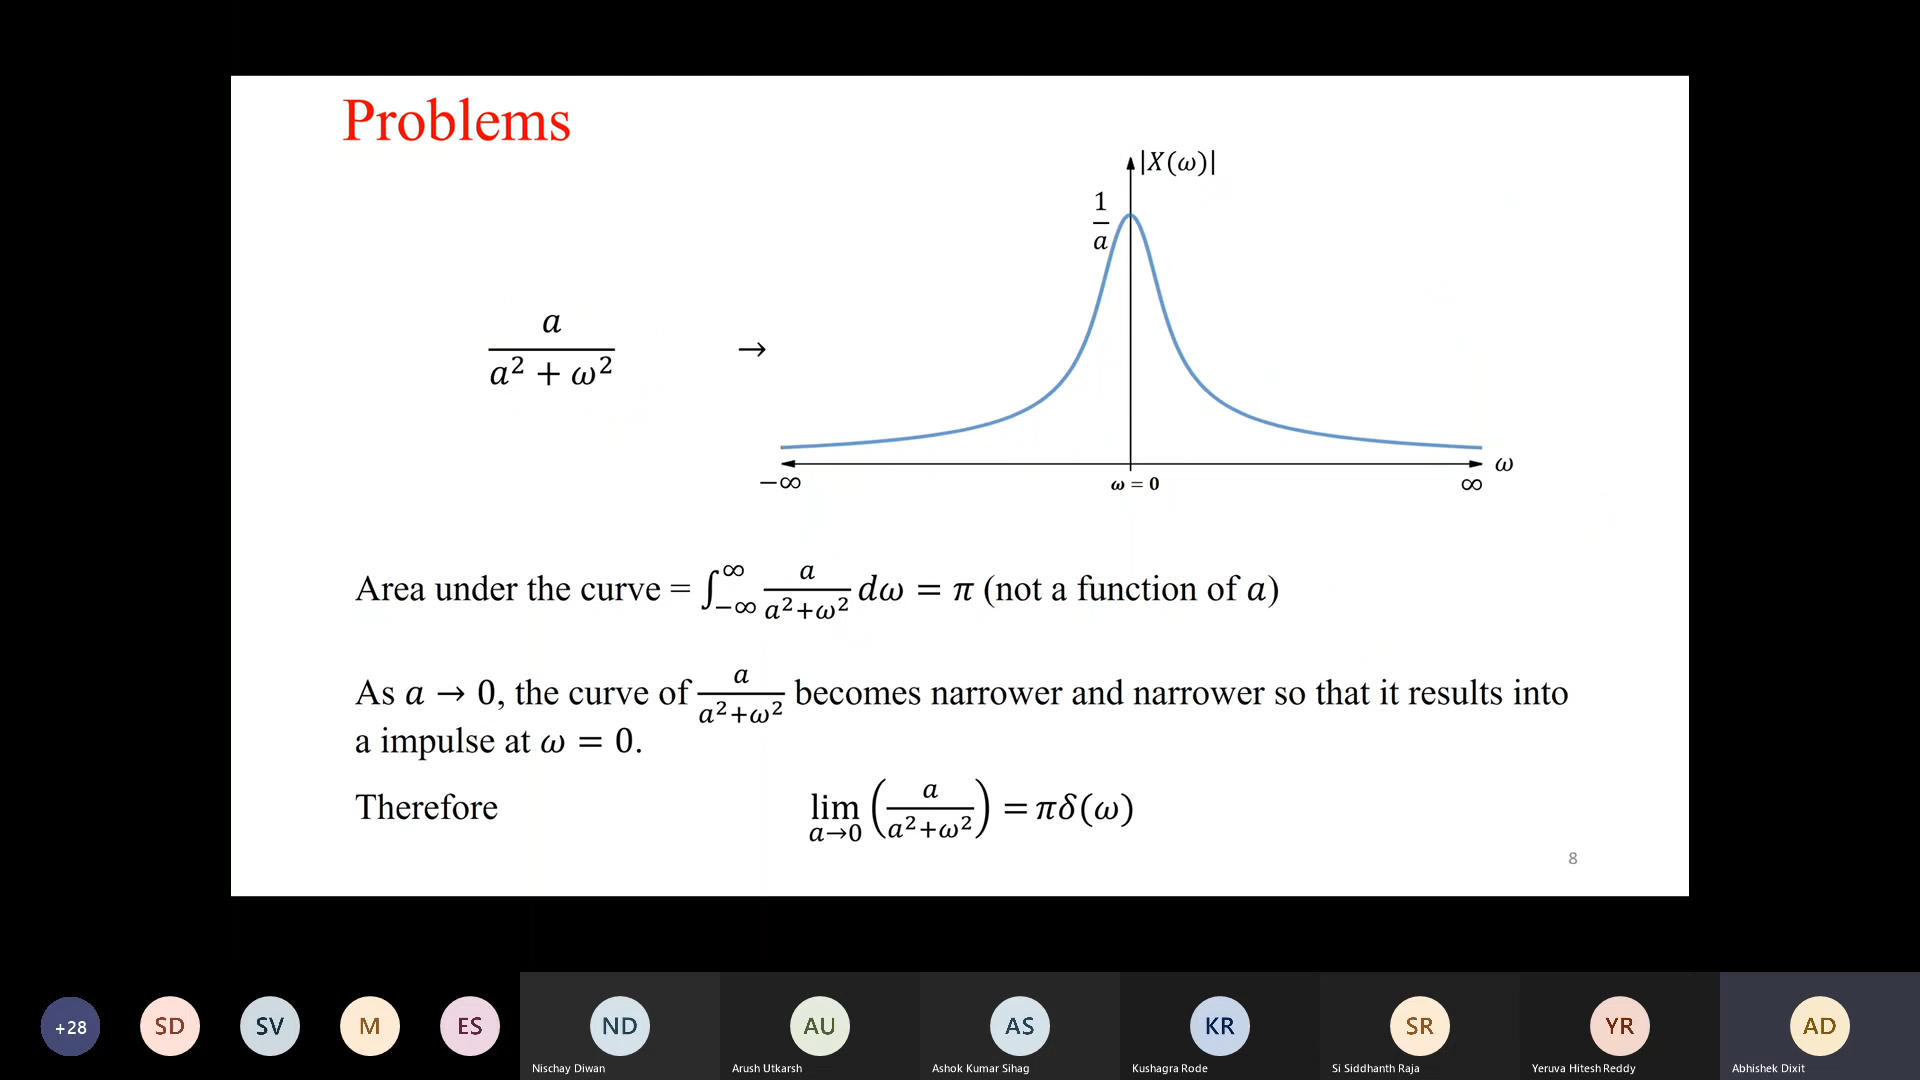 Problems
|X(ω)|
1/a
a/(a² + ω²) →
ω
−∞ ω = 0 ∞
Area under the curve = ∫_{−∞}^{∞} a/(a²+ω²) dω = π (not a function of a)
As a → 0, the curve of a/(a²+ω²) becomes narrower and narrower so that it results into
a impulse at ω = 0.
Therefore lim_{a→0} (a/(a²+ω²)) = πδ(ω)
8
+28 SD SV M ES ND AU AS KR SR YR AD
Nischay Diwan Arush Utkarsh Ashok Kumar Sihag Kushagra Rode Si Siddhanth Raja Yeruva Hitesh Reddy Abhishek Dixit